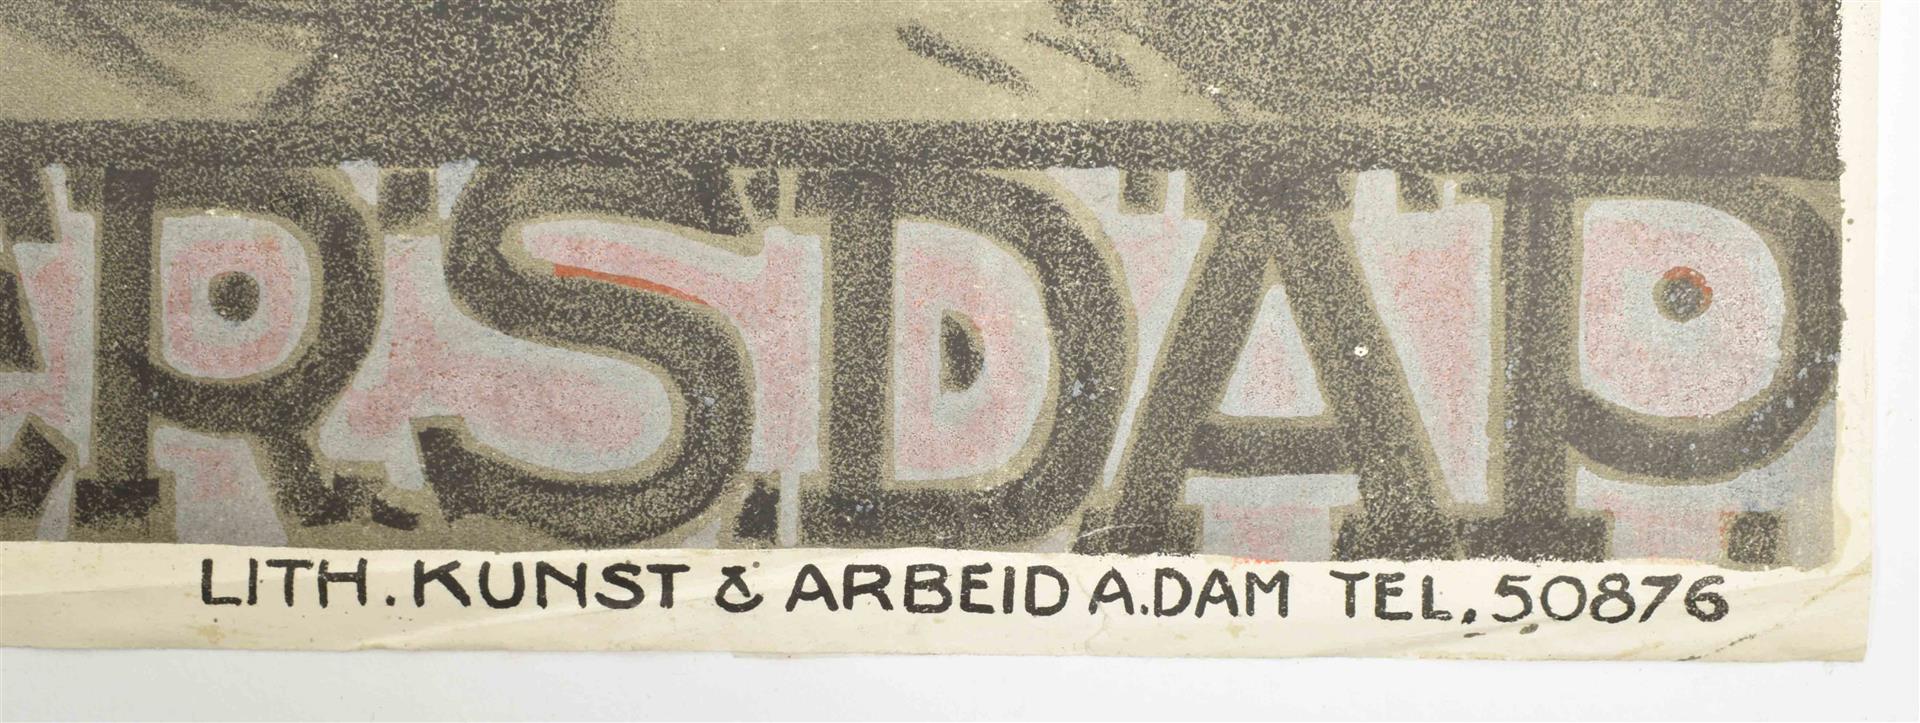 R SDAP
LITH. KUNST & ARBEID A.DAM TEL. 50876